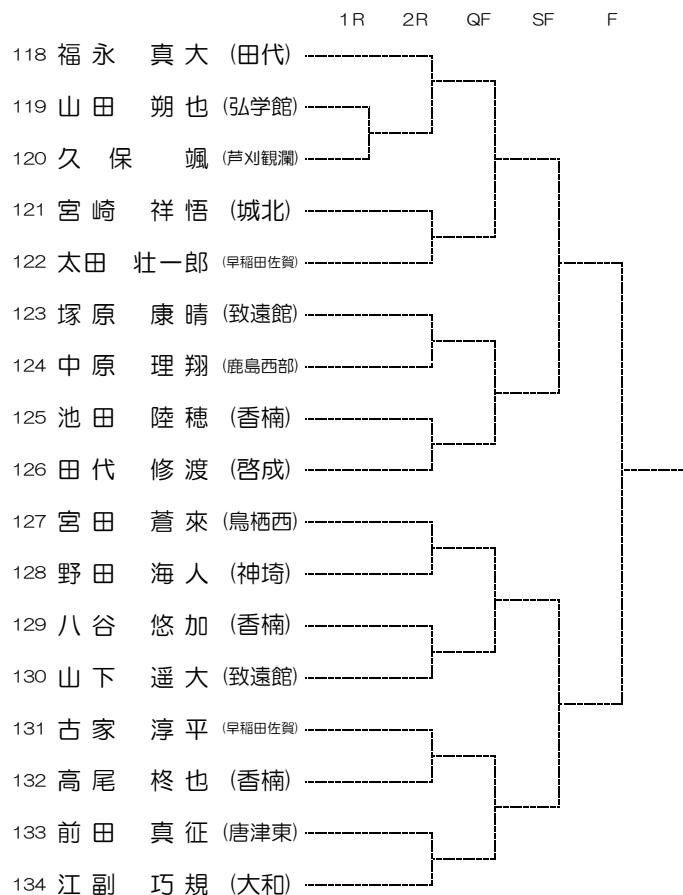 1R 2R QF SF F
118 福永 真大 (田代)
119 山田 朔也 (弘学館)
120 久保 颯 (芦刈観瀾)
121 宮崎 祥悟 (城北)
122 太田 壮一郎 (早稲田佐賀)
123 塚原 康晴 (致遠館)
124 中原 理翔 (鹿島西部)
125 池田 陸穂 (香楠)
126 田代 修渡 (啓成)
127 宮田 蒼來 (鳥栖西)
128 野田 海人 (神埼)
129 八谷 悠加 (香楠)
130 山下 遥大 (致遠館)
131 古家 淳平 (早稲田佐賀)
132 高尾 柊也 (香楠)
133 前田 真征 (唐津東)
134 江副 巧規 (大和)